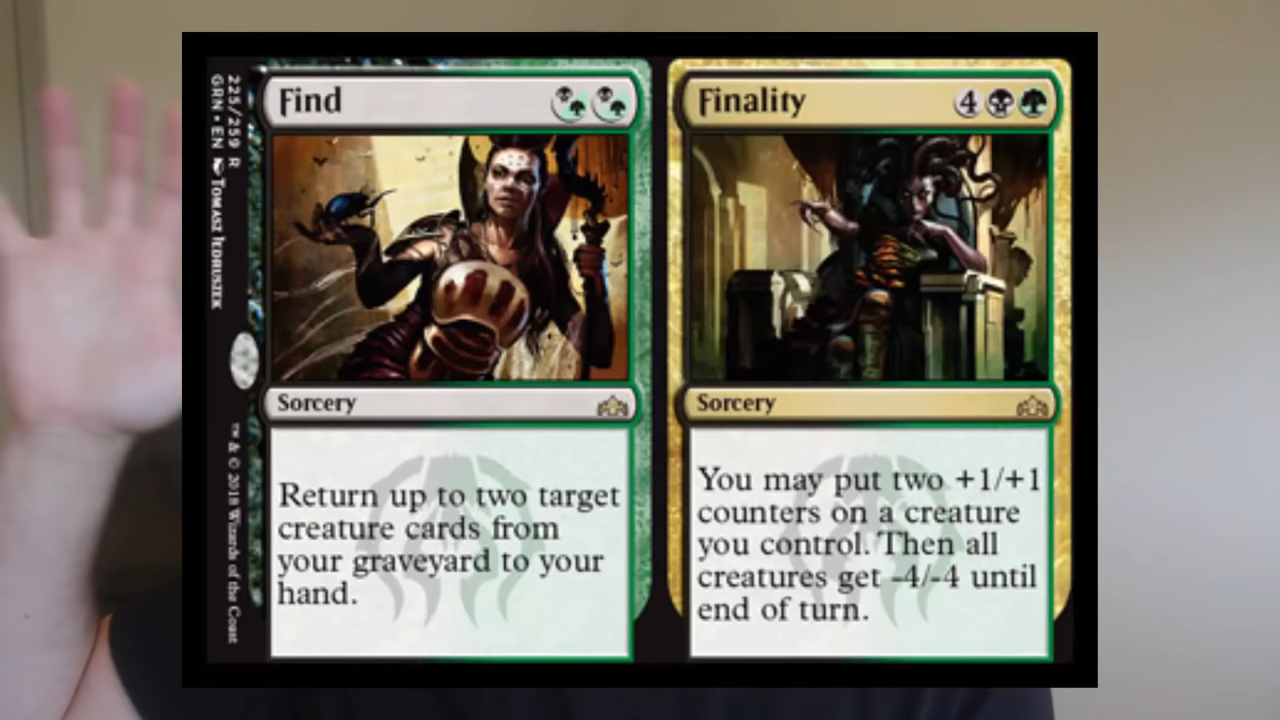 Find
Sorcery
Return up to two target
creature cards from
your graveyard to your
hand.
Finality
4
Sorcery
You may put two +1/+1
counters on a creature
you control. Then all
creatures get -4/-4 until
end of turn.
225/259 R
GRN • EN TOMASZ JEDRUSZEK
™ & © 2018 Wizards of the Coast